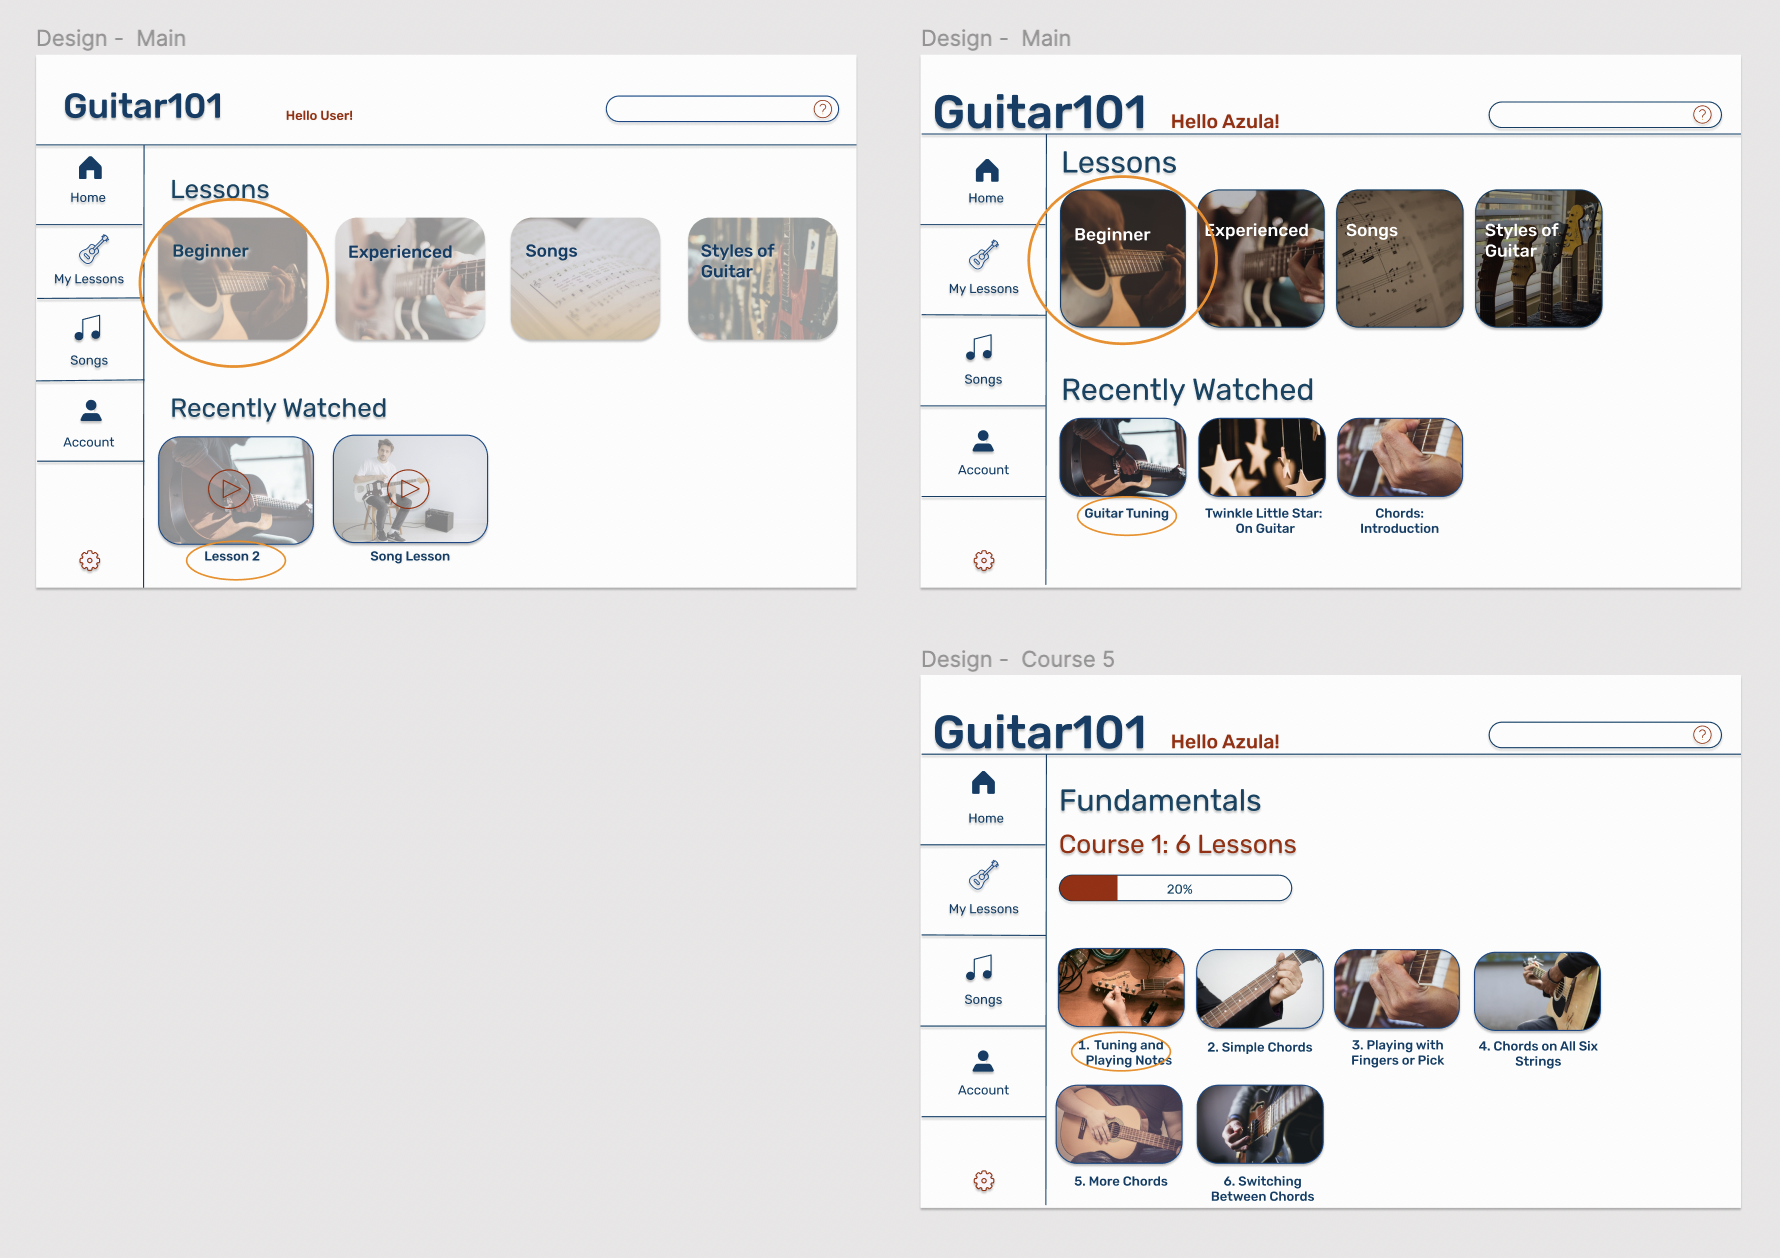 Design -  Main
Guitar101
Hello User!
?
Home
My Lessons
Songs
Account
Lessons
Beginner
Experienced
Songs
Styles of
Guitar
Recently Watched
Lesson 2
Song Lesson
Design -  Main
Guitar101
Hello Azula!
?
Home
My Lessons
Songs
Account
Lessons
Beginner
Experienced
Songs
Styles of
Guitar
Recently Watched
Guitar Tuning
Twinkle Little Star:
On Guitar
Chords:
Introduction
Design -  Course 5
Guitar101
Hello Azula!
?
Home
My Lessons
Songs
Account
Fundamentals
Course 1: 6 Lessons
20%
1. Tuning and
Playing Notes
2. Simple Chords
3. Playing with
Fingers or Pick
4. Chords on All Six
Strings
5. More Chords
6. Switching
Between Chords